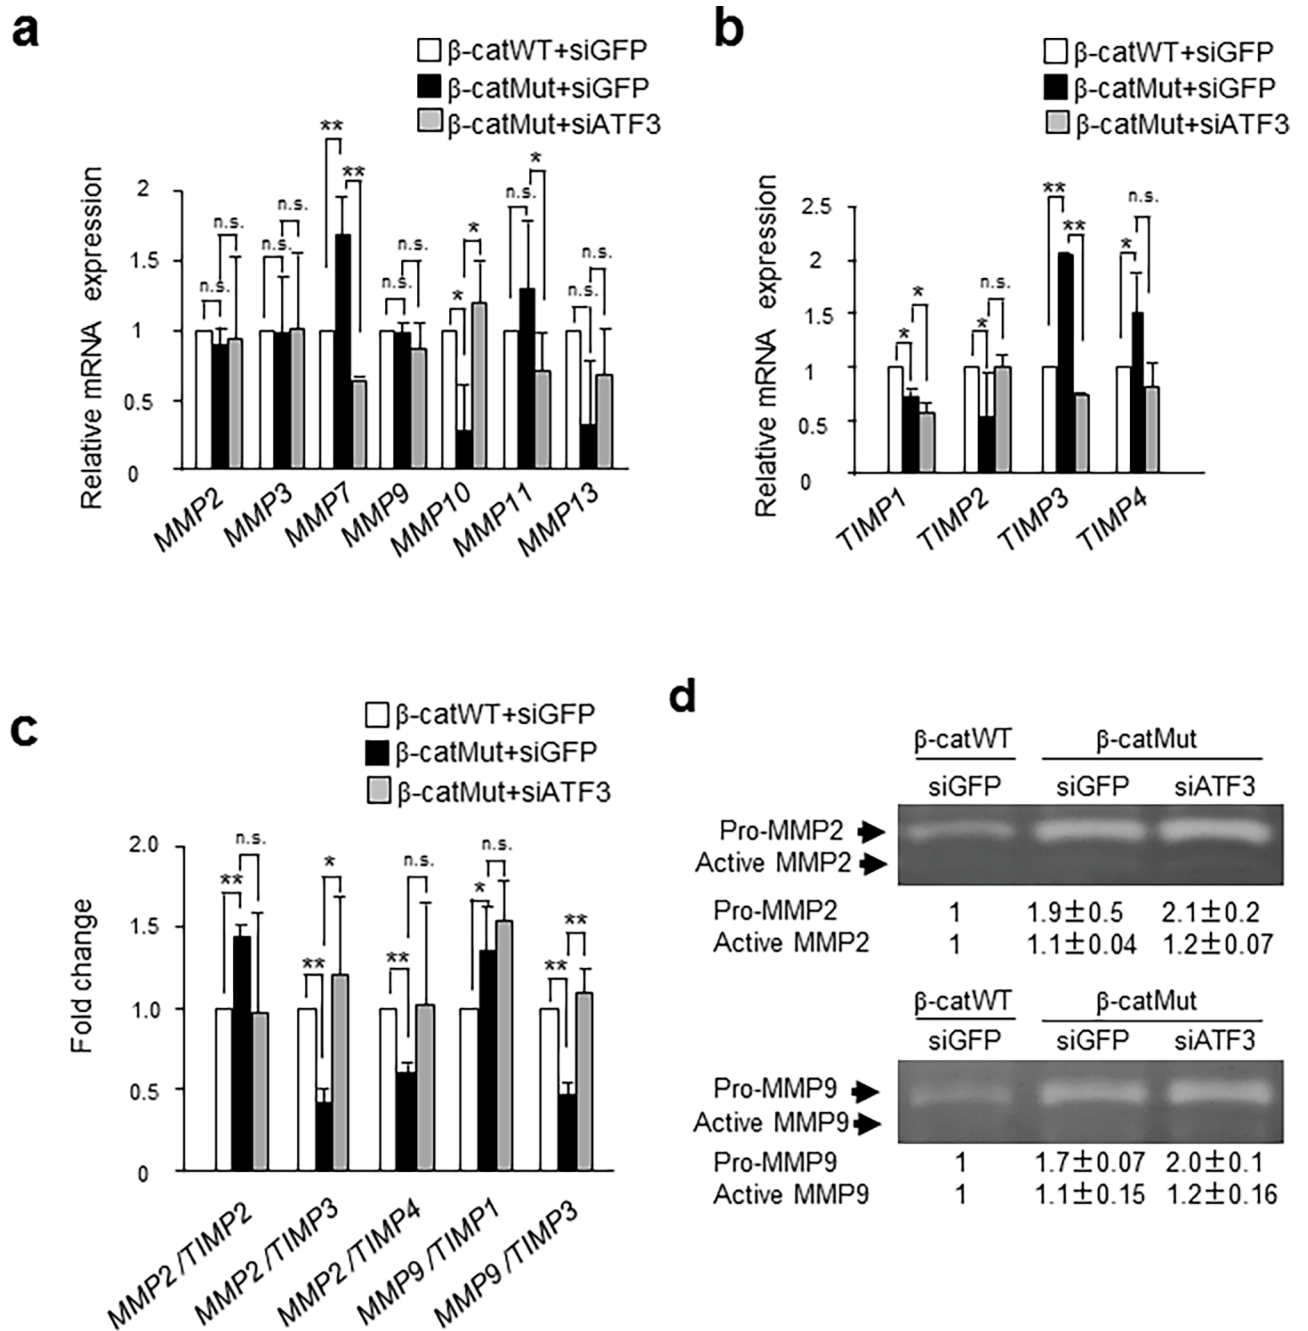 a
β-catWT+siGFP
β-catMut+siGFP
β-catMut+siATF3
Relative mRNA expression
2
1.5
1
0.5
0
n.s.
n.s.
n.s.
n.s.
**
**
n.s.
n.s.
*
*
n.s.
*
n.s.
n.s.
MMP2
MMP3
MMP7
MMP9
MMP10
MMP11
MMP13
b
β-catWT+siGFP
β-catMut+siGFP
β-catMut+siATF3
Relative mRNA expression
2.5
2
1.5
1
0.5
0
*
*
*
n.s.
**
**
*
n.s.
TIMP1
TIMP2
TIMP3
TIMP4
c
β-catWT+siGFP
β-catMut+siGFP
β-catMut+siATF3
Fold change
2.0
1.5
1.0
0.5
0
**
n.s.
**
*
**
n.s.
*
n.s.
**
**
MMP2 /TIMP2
MMP2 /TIMP3
MMP2 /TIMP4
MMP9 /TIMP1
MMP9 /TIMP3
d
β-catWT β-catMut
siGFP siGFP siATF3
Pro-MMP2
Active MMP2
Pro-MMP2 1 1.9±0.5 2.1±0.2
Active MMP2 1 1.1±0.04 1.2±0.07
β-catWT β-catMut
siGFP siGFP siATF3
Pro-MMP9
Active MMP9
Pro-MMP9 1 1.7±0.07 2.0±0.1
Active MMP9 1 1.1±0.15 1.2±0.16